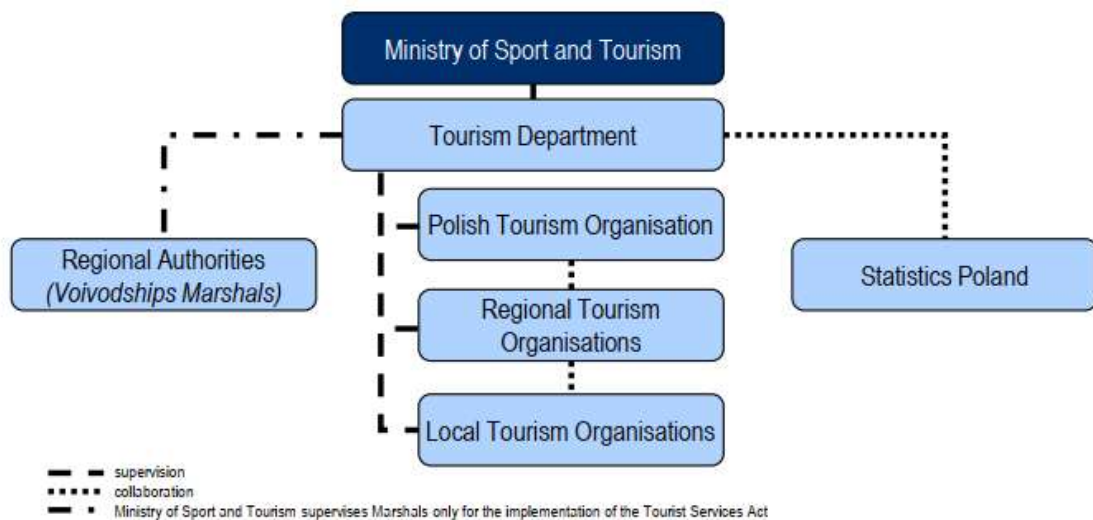 Ministry of Sport and Tourism
Tourism Department
Polish Tourism Organisation
Regional Authorities
(Voivodships Marshals)
Statistics Poland
Regional Tourism
Organisations
Local Tourism Organisations
supervision
collaboration
Ministry of Sport and Tourism supervises Marshals only for the implementation of the Tourist Services Act